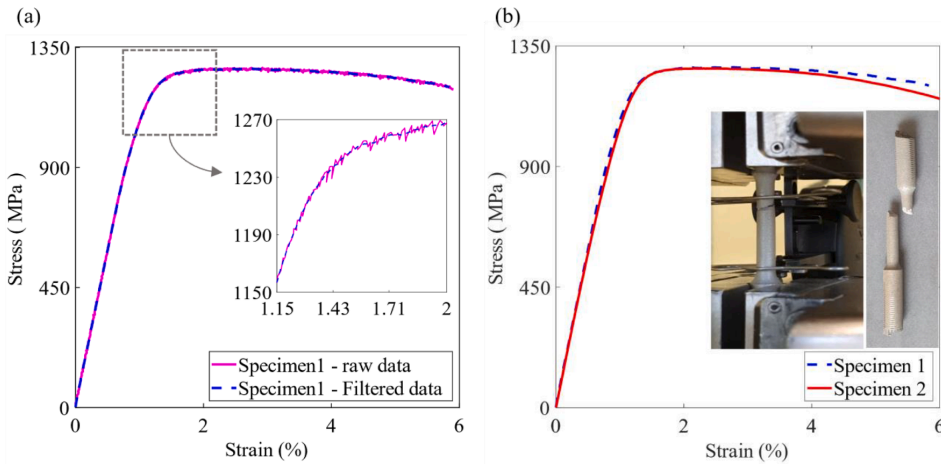 (a)
(b)
1350
900
450
0
0
2
4
6
Stress ( MPa)
Strain (%)
1270
1230
1190
1150
1.15
1.43
1.71
2
Specimen1 - raw data
Specimen1 - Filtered data
1350
900
450
0
0
2
4
6
Stress ( MPa)
Strain (%)
Specimen 1
Specimen 2